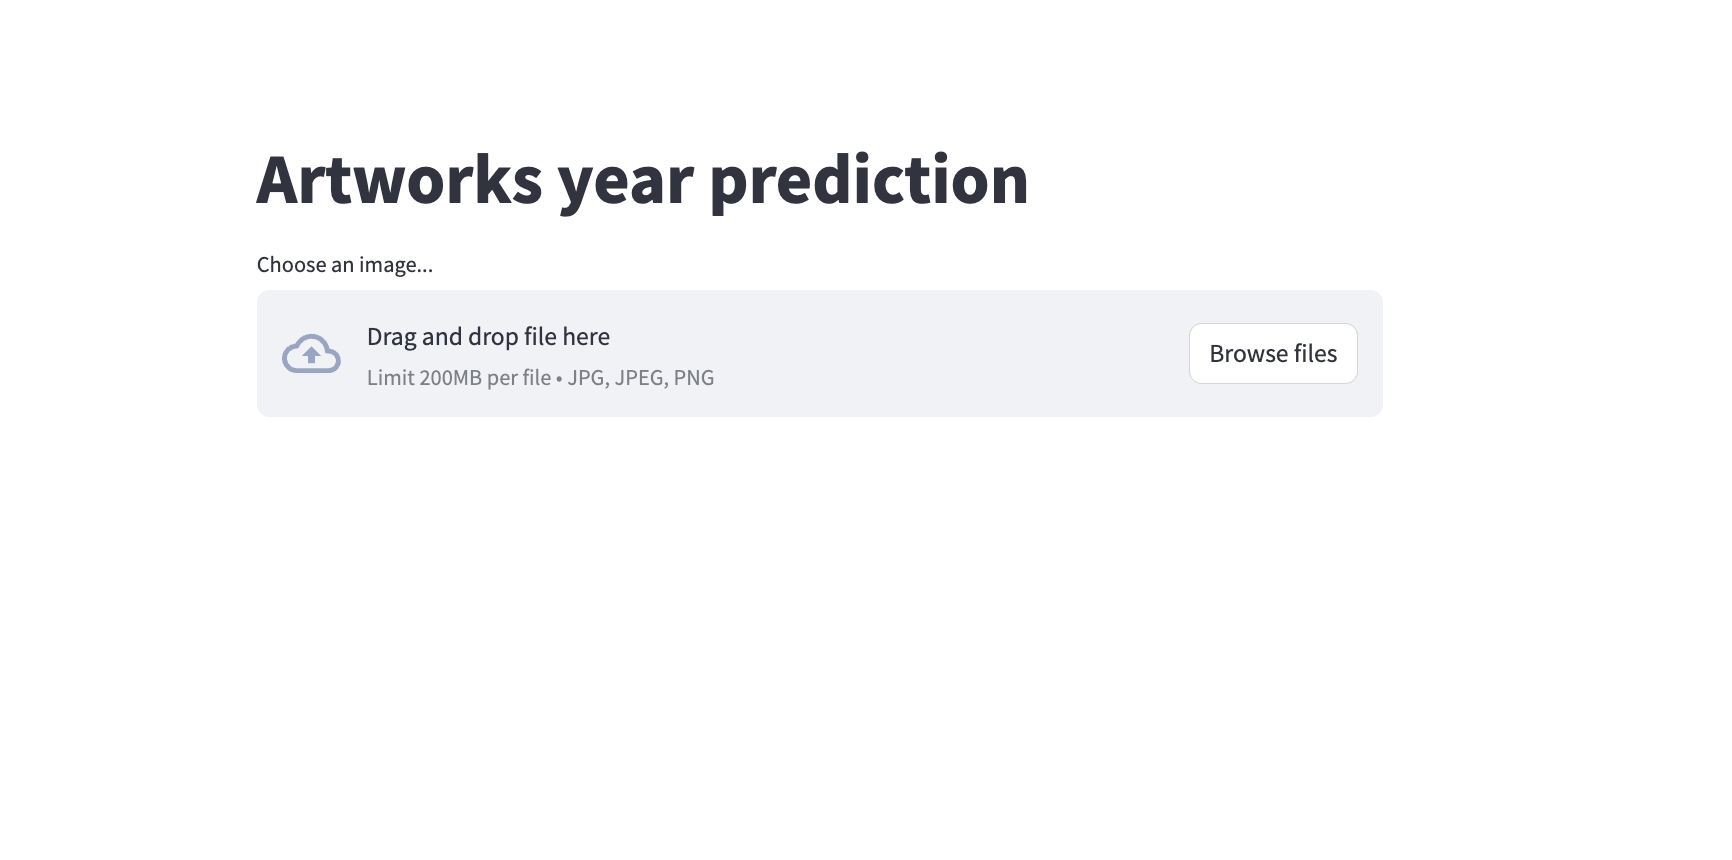 Artworks year prediction
Choose an image...
Drag and drop file here
Limit 200MB per file • JPG, JPEG, PNG
Browse files